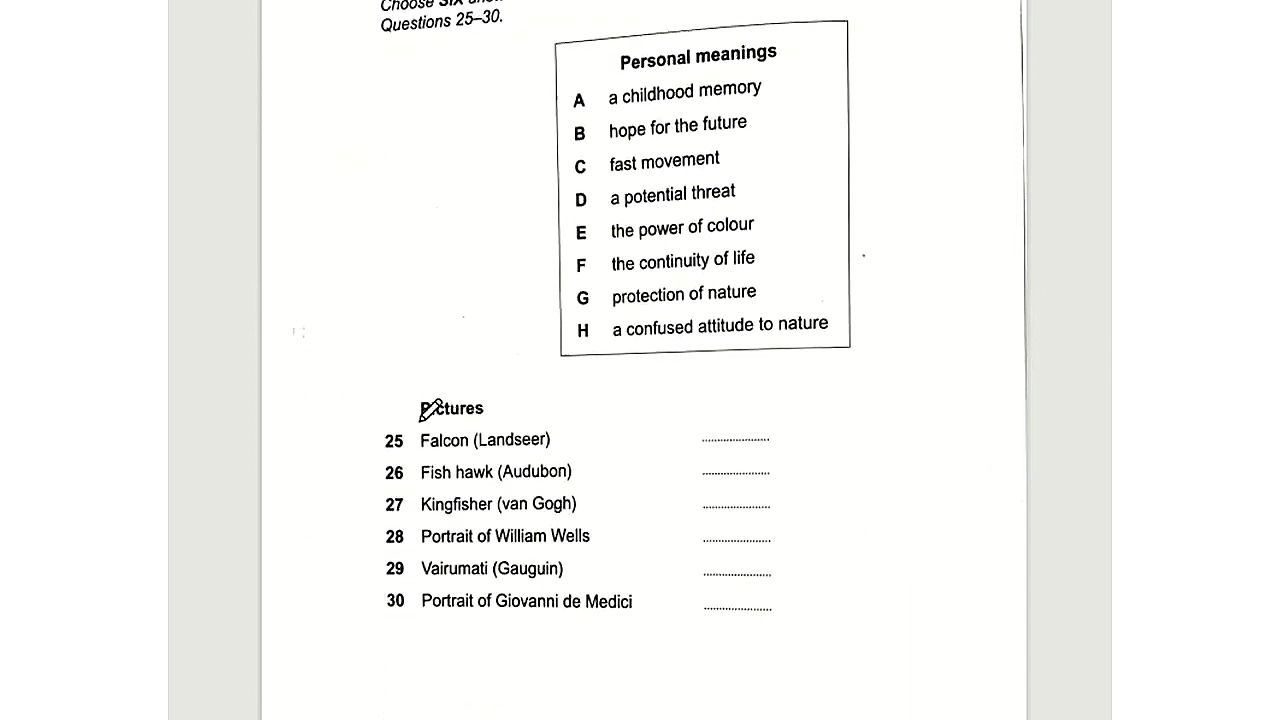 Choose SIX
Questions 25–30.
Personal meanings
A a childhood memory
B hope for the future
C fast movement
D a potential threat
E the power of colour
F the continuity of life
G protection of nature
H a confused attitude to nature
Pictures
25 Falcon (Landseer) ....................
26 Fish hawk (Audubon) ....................
27 Kingfisher (van Gogh) ....................
28 Portrait of William Wells ....................
29 Vairumati (Gauguin) ....................
30 Portrait of Giovanni de Medici ....................